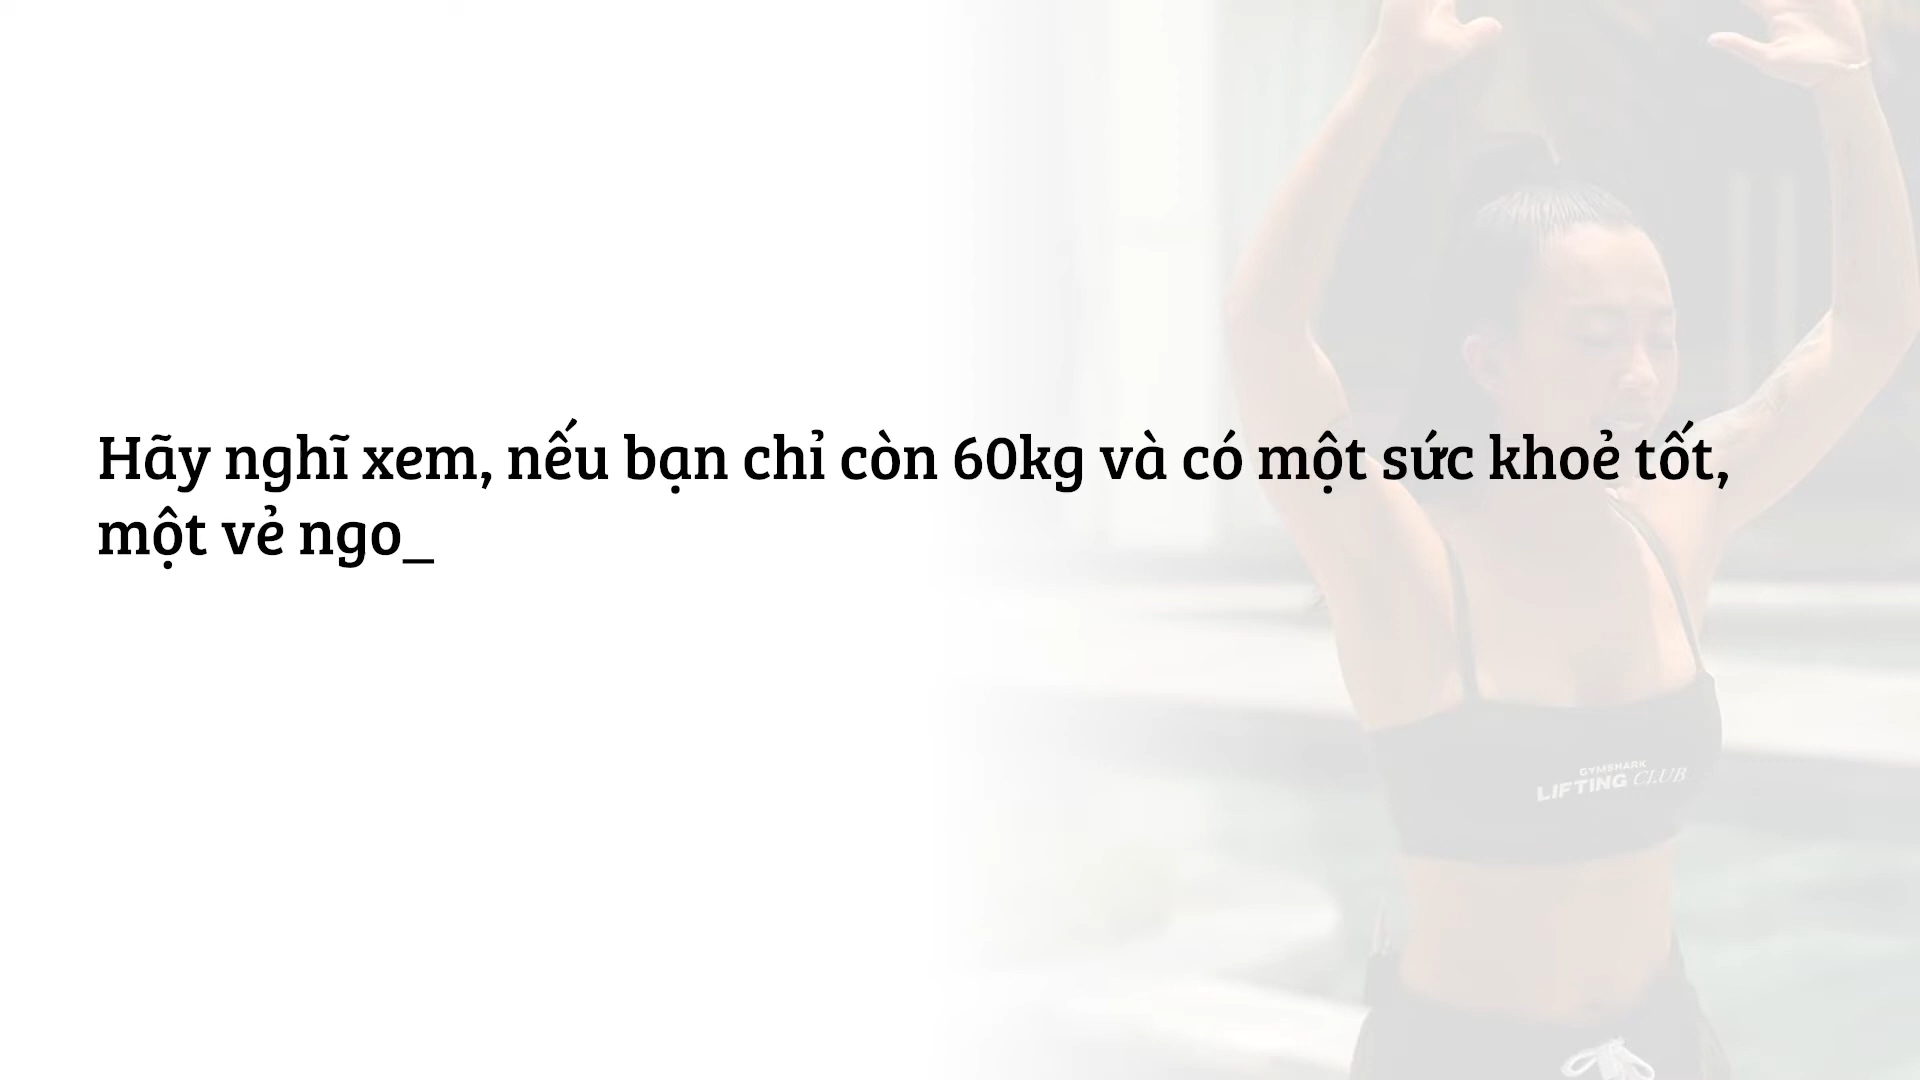 Hãy nghĩ xem, nếu bạn chỉ còn 60kg và có một sức khoẻ tốt,
một vẻ ngo_
GYMSHARK
LIFTING CLUB